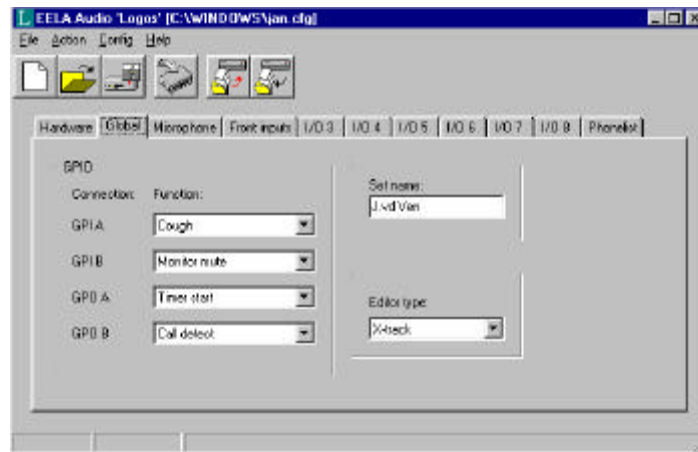 EELA Audio 'Logos' [C:\WINDOWS\jan.cfg]
File Action Config Help
Hardware Global Microphone Front inputs I/O 3 I/O 4 I/O 5 I/O 6 I/O 7 I/O 8 Phonelist
GPIO
Connection: Function:
GPI A Cough
GPI B Monitor mute
GPO A Timer start
GPO B Call detect
Set name:
J.vd Ven
Editor type:
X-track